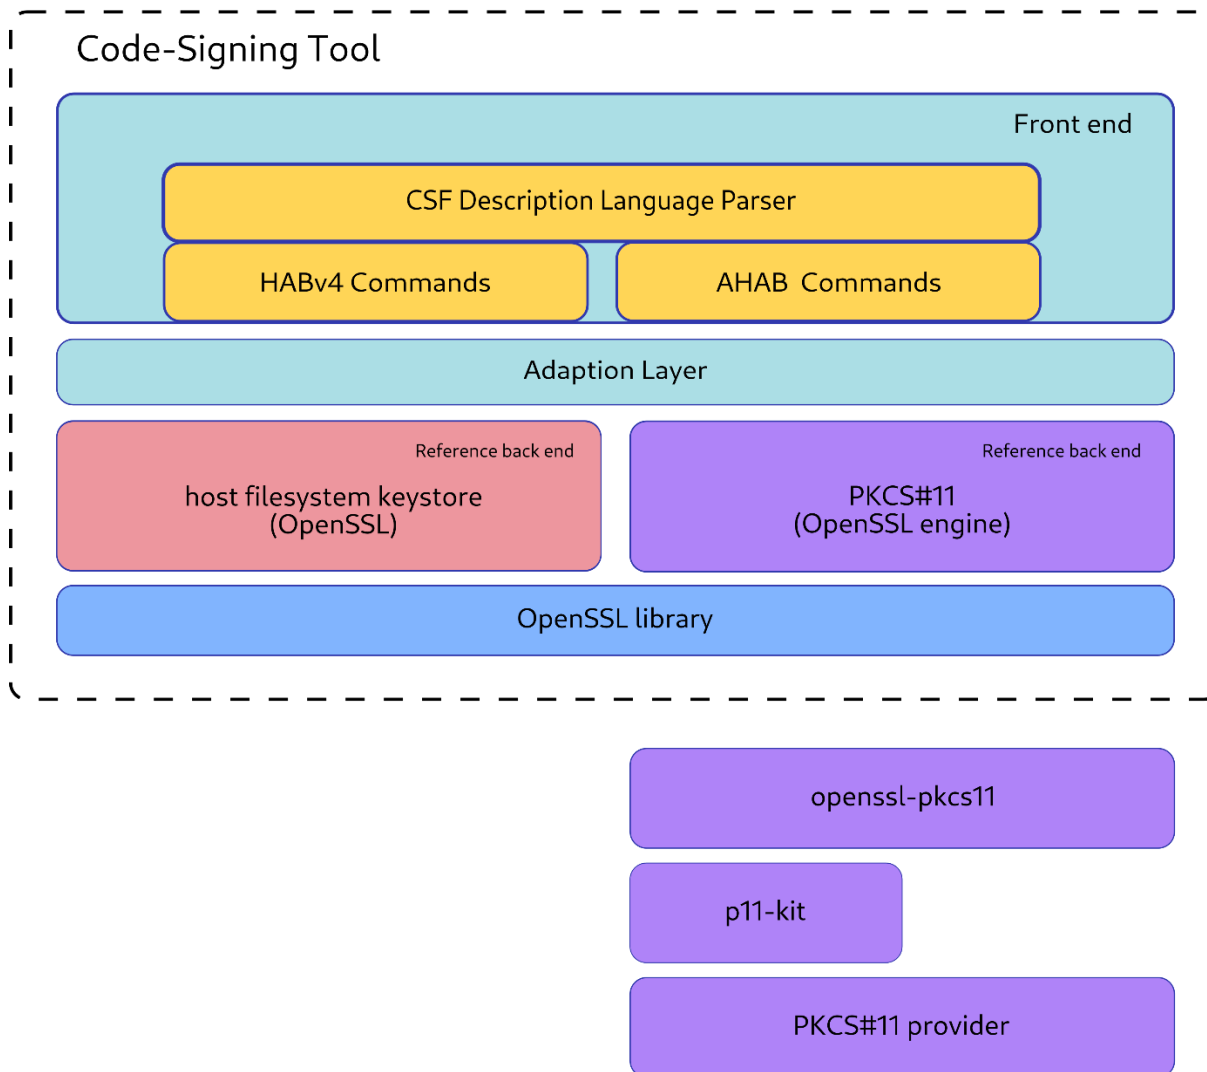 Code-Signing Tool
Front end
CSF Description Language Parser
HABv4 Commands
AHAB  Commands
Adaption Layer
Reference back end
host filesystem keystore
(OpenSSL)
Reference back end
PKCS#11
(OpenSSL engine)
OpenSSL library
openssl-pkcs11
p11-kit
PKCS#11 provider